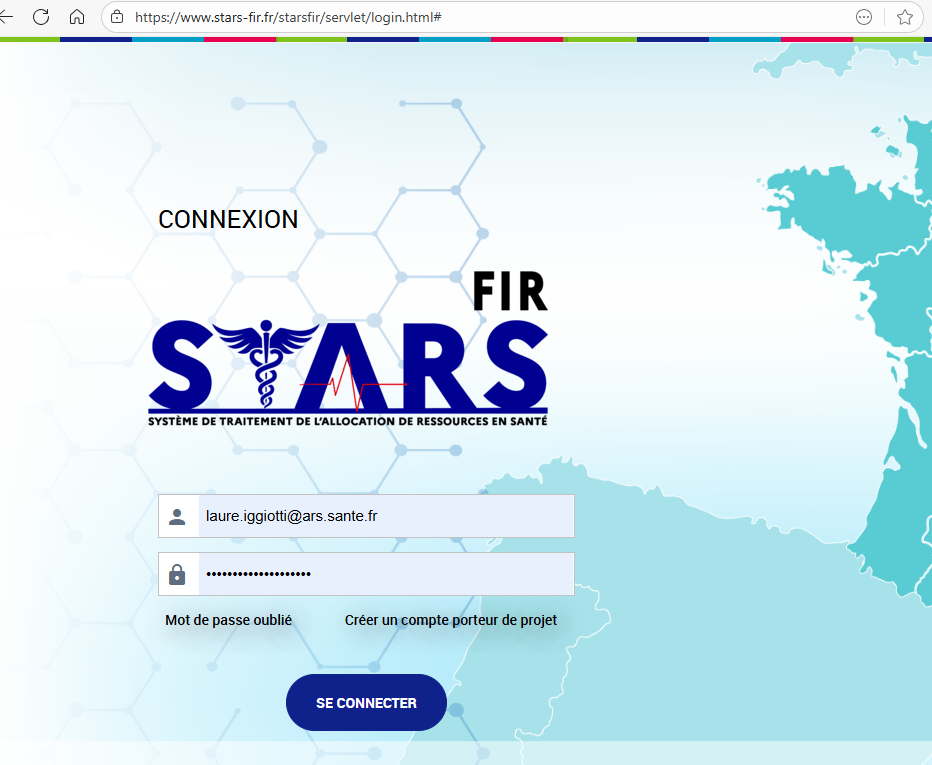 https://www.stars-fir.fr/starsfir/servlet/login.html#
CONNEXION
FIR
STARS
SYSTÈME DE TRAITEMENT DE L'ALLOCATION DE RESSOURCES EN SANTÉ
laure.iggiotti@ars.sante.fr
••••••••••••••••••••
Mot de passe oublié
Créer un compte porteur de projet
SE CONNECTER